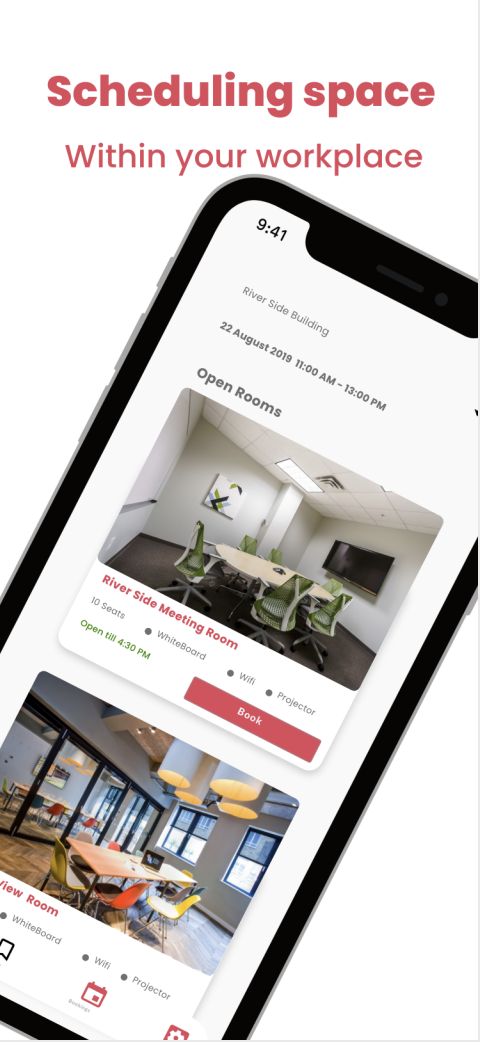 Scheduling space
Within your workplace
9:41
River Side Building
22 August 2019 11:00 AM - 13:00 PM
Open Rooms
River Side Meeting Room
10 Seats
WhiteBoard
Wifi
Projector
Open till 4:30 PM
Book
View Room
WhiteBoard
Wifi
Projector
Bookings